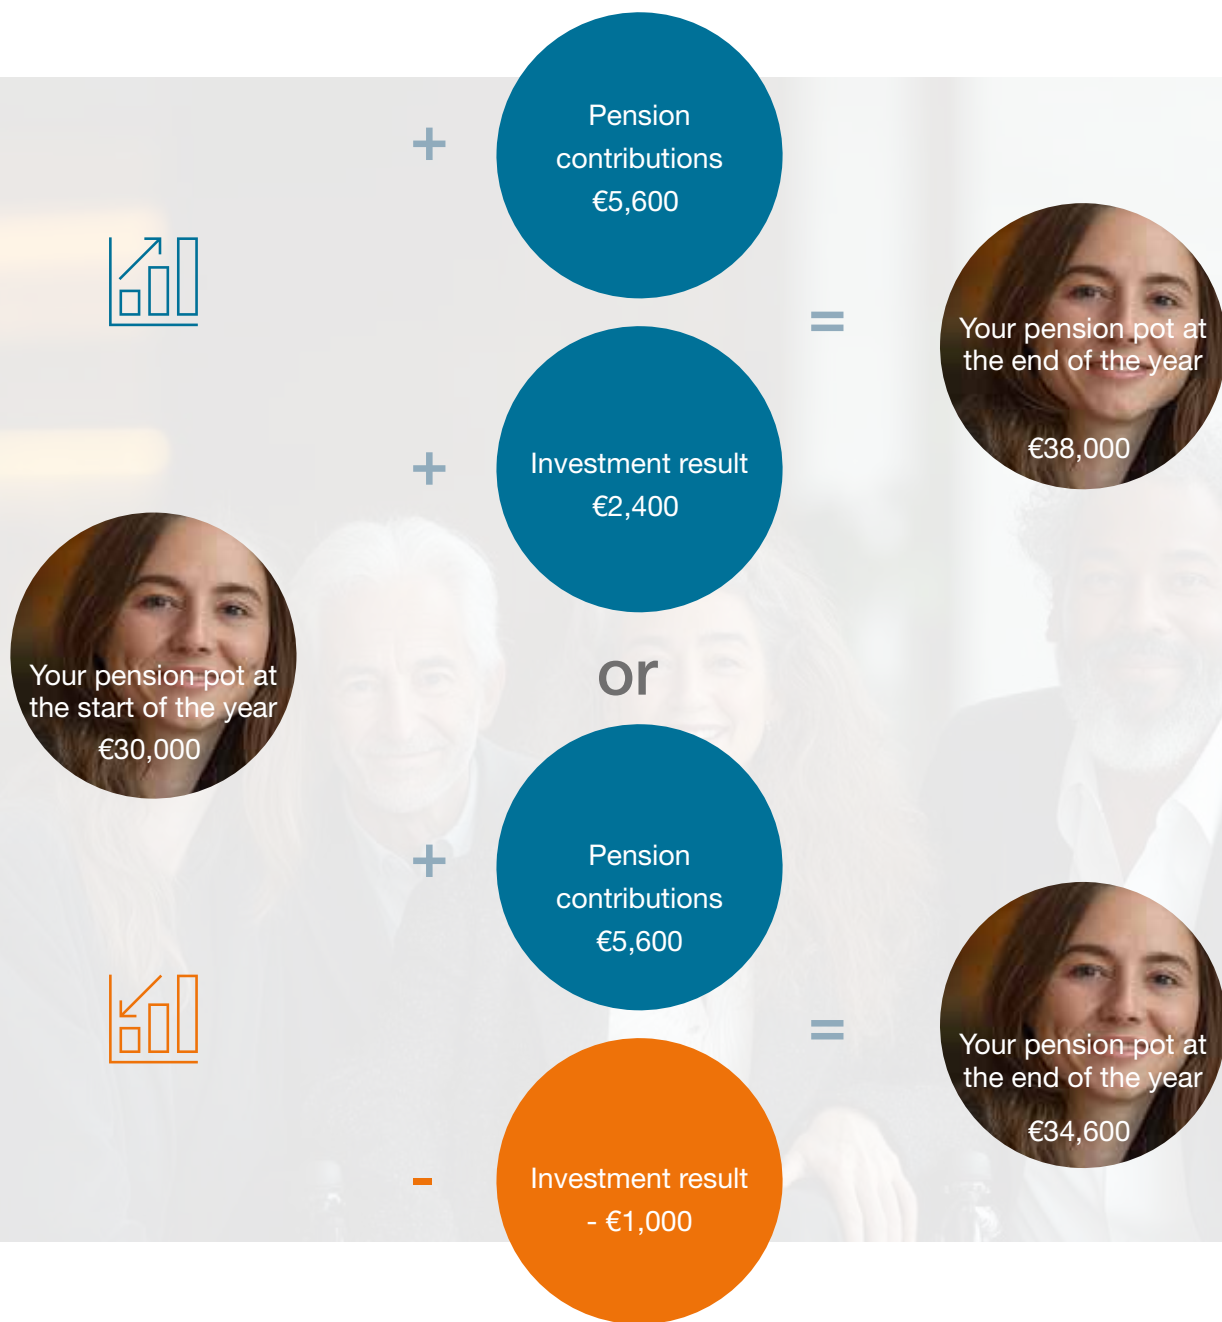 +
Pension
contributions
€5,600
=
Your pension pot at
the end of the year
€38,000
+
Investment result
€2,400
Your pension pot at
the start of the year
€30,000
or
+
Pension
contributions
€5,600
=
Your pension pot at
the end of the year
€34,600
-
Investment result
- €1,000